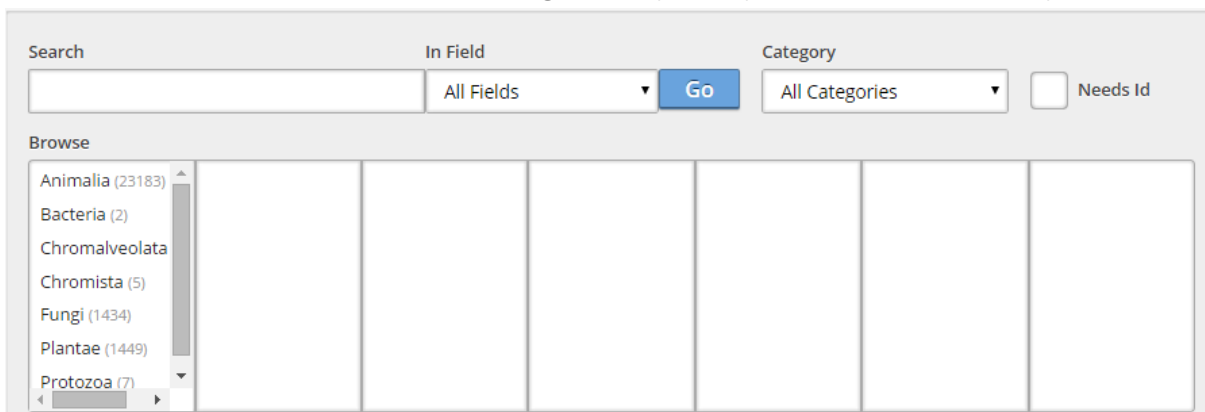 Search In Field Category
All Fields Go All Categories Needs Id
Browse
Animalia (23183)
Bacteria (2)
Chromalveolata
Chromista (5)
Fungi (1434)
Plantae (1449)
Protozoa (7)